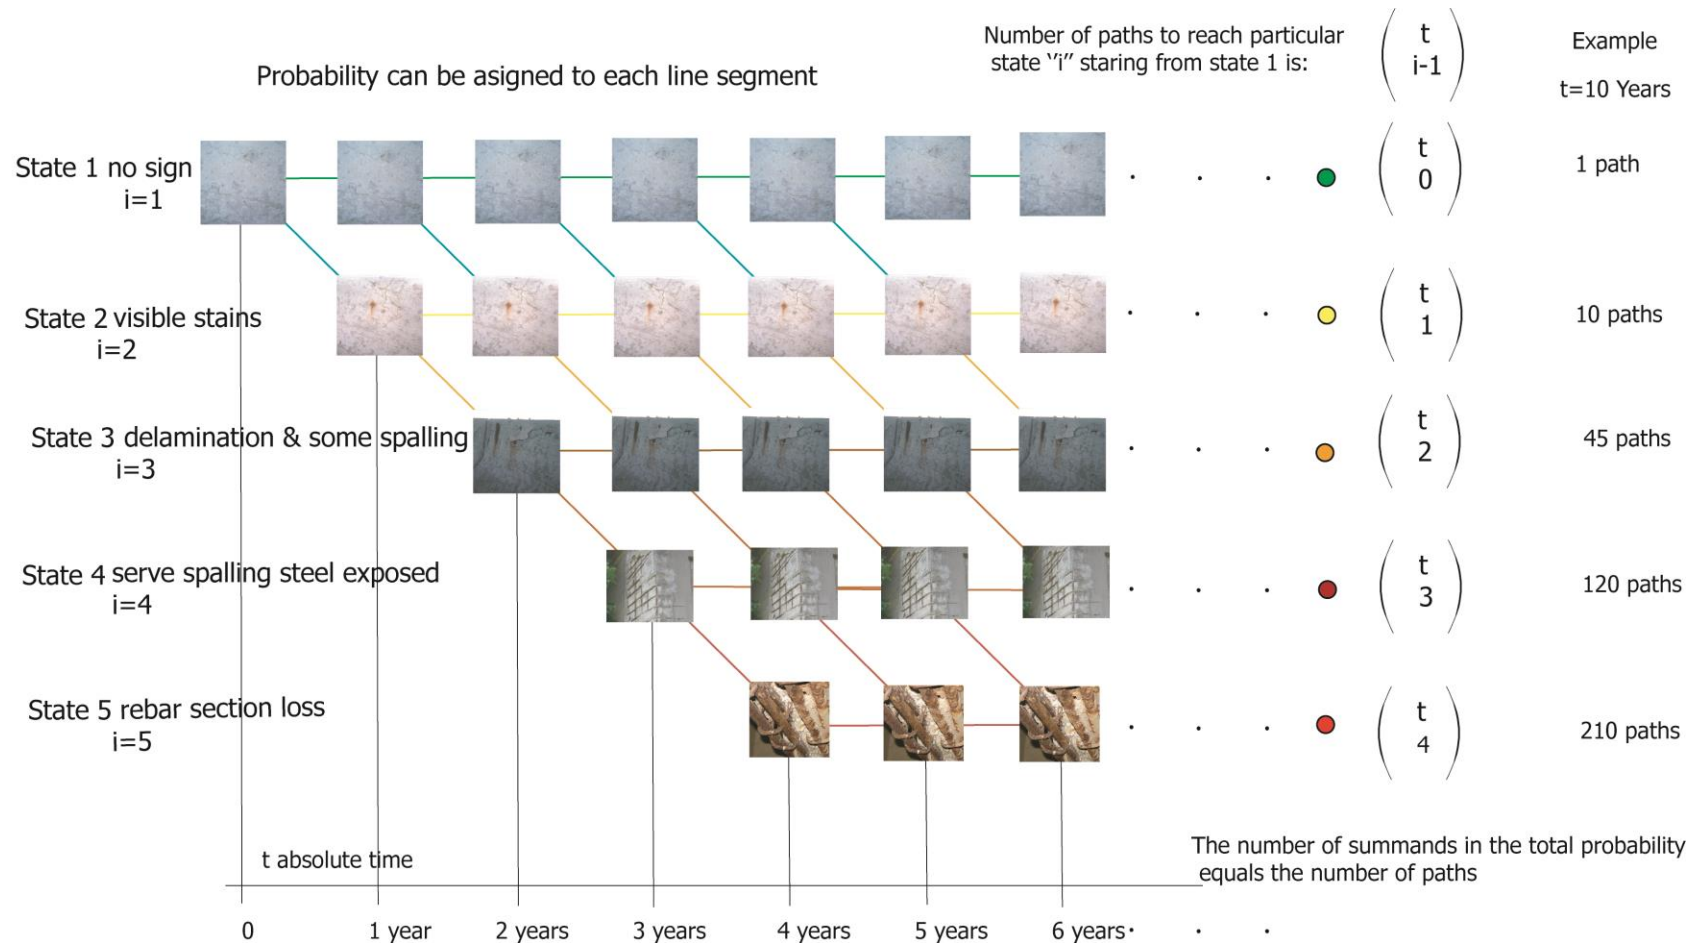 Probability can be asigned to each line segment
Number of paths to reach particular
state ‘‘i’’ staring from state 1 is:
t
i-1
Example
t=10 Years
State 1 no sign
i=1
t
0
1 path
State 2 visible stains
i=2
t
1
10 paths
State 3 delamination & some spalling
i=3
t
2
45 paths
State 4 serve spalling steel exposed
i=4
t
3
120 paths
State 5 rebar section loss
i=5
t
4
210 paths
t absolute time
The number of summands in the total probability
equals the number of paths
0
1 year
2 years
3 years
4 years
5 years
6 years